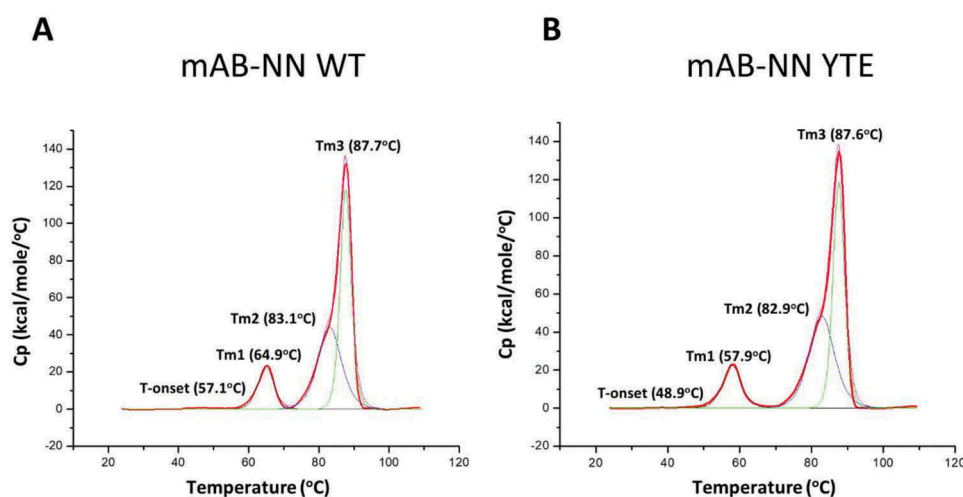 A
mAB-NN WT
Tm3 (87.7°C)
Tm2 (83.1°C)
Tm1 (64.9°C)
T-onset (57.1°C)
Cp (kcal/mole/°C)
140
120
100
80
60
40
20
0
-20
20 40 60 80 100 120
Temperature (°C)
B
mAB-NN YTE
Tm3 (87.6°C)
Tm2 (82.9°C)
Tm1 (57.9°C)
T-onset (48.9°C)
Cp (kcal/mole/°C)
140
120
100
80
60
40
20
0
-20
20 40 60 80 100 120
Temperature (°C)